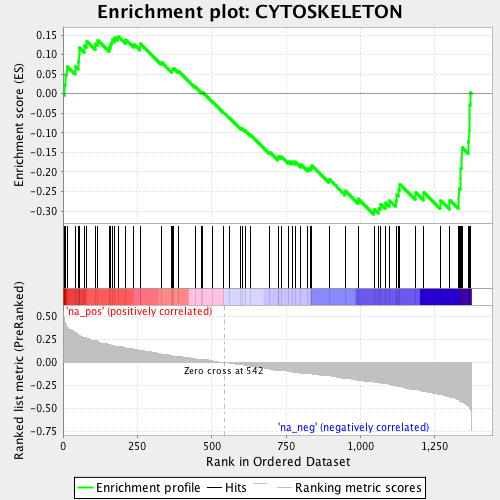 Enrichment plot: CYTOSKELETON
Enrichment score (ES)
0.15
0.10
0.05
0.00
-0.05
-0.10
-0.15
-0.20
-0.25
-0.30
'na_pos' (positively correlated)
Ranked list metric (PreRanked)
0.50
0.25
0.00
-0.25
-0.50
-0.75
Zero cross at 542
'na_neg' (negatively correlated)
0
250
500
750
1,000
1,250
Rank in Ordered Dataset
Enrichment profile
Hits
Ranking metric scores